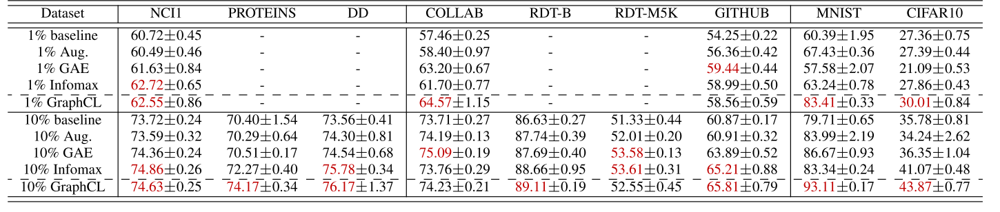 Dataset NCI1 PROTEINS DD COLLAB RDT-B RDT-M5K GITHUB MNIST CIFAR10
1% baseline 60.72±0.45 - - 57.46±0.25 - - 54.25±0.22 60.39±1.95 27.36±0.75
1% Aug. 60.49±0.46 - - 58.40±0.97 - - 56.36±0.42 67.43±0.36 27.39±0.44
1% GAE 61.63±0.84 - - 63.20±0.67 - - 59.44±0.44 57.58±2.07 21.09±0.53
1% Infomax 62.72±0.65 - - 61.70±0.77 - - 58.99±0.50 63.24±0.78 27.86±0.43
1% GraphCL 62.55±0.86 - - 64.57±1.15 - - 58.56±0.59 83.41±0.33 30.01±0.84
10% baseline 73.72±0.24 70.40±1.54 73.56±0.41 73.71±0.27 86.63±0.27 51.33±0.44 60.87±0.17 79.71±0.65 35.78±0.81
10% Aug. 73.59±0.32 70.29±0.64 74.30±0.81 74.19±0.13 87.74±0.39 52.01±0.20 60.91±0.32 83.99±2.19 34.24±2.62
10% GAE 74.36±0.24 70.51±0.17 74.54±0.68 75.09±0.19 87.69±0.40 53.58±0.13 63.89±0.52 86.67±0.93 36.35±1.04
10% Infomax 74.86±0.26 72.27±0.40 75.78±0.34 73.76±0.29 88.66±0.95 53.61±0.31 65.21±0.88 83.34±0.24 41.07±0.48
10% GraphCL 74.63±0.25 74.17±0.34 76.17±1.37 74.23±0.21 89.11±0.19 52.55±0.45 65.81±0.79 93.11±0.17 43.87±0.77